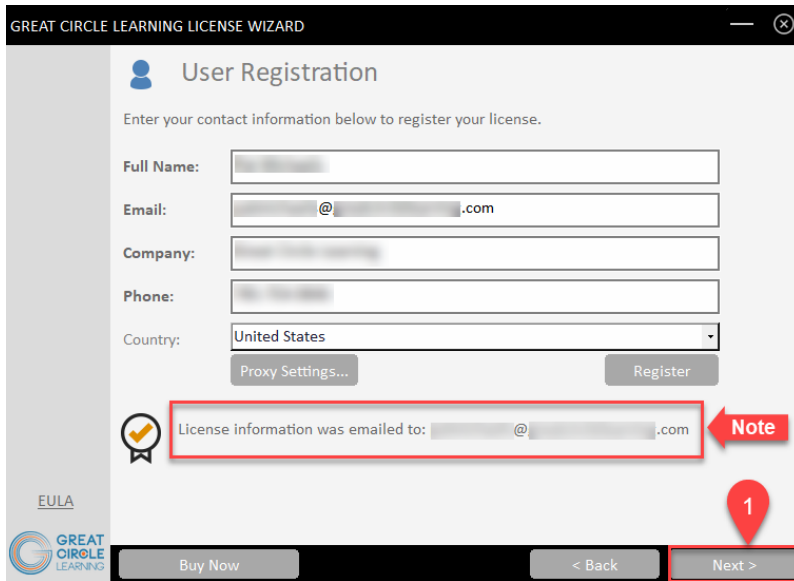 GREAT CIRCLE LEARNING LICENSE WIZARD
User Registration
Enter your contact information below to register your license.
Full Name:
Email: @ .com
Company:
Phone:
Country: United States
Proxy Settings... Register
License information was emailed to: @ .com
Note
EULA
1
GREAT
CIRCLE
LEARNING
Buy Now < Back Next >